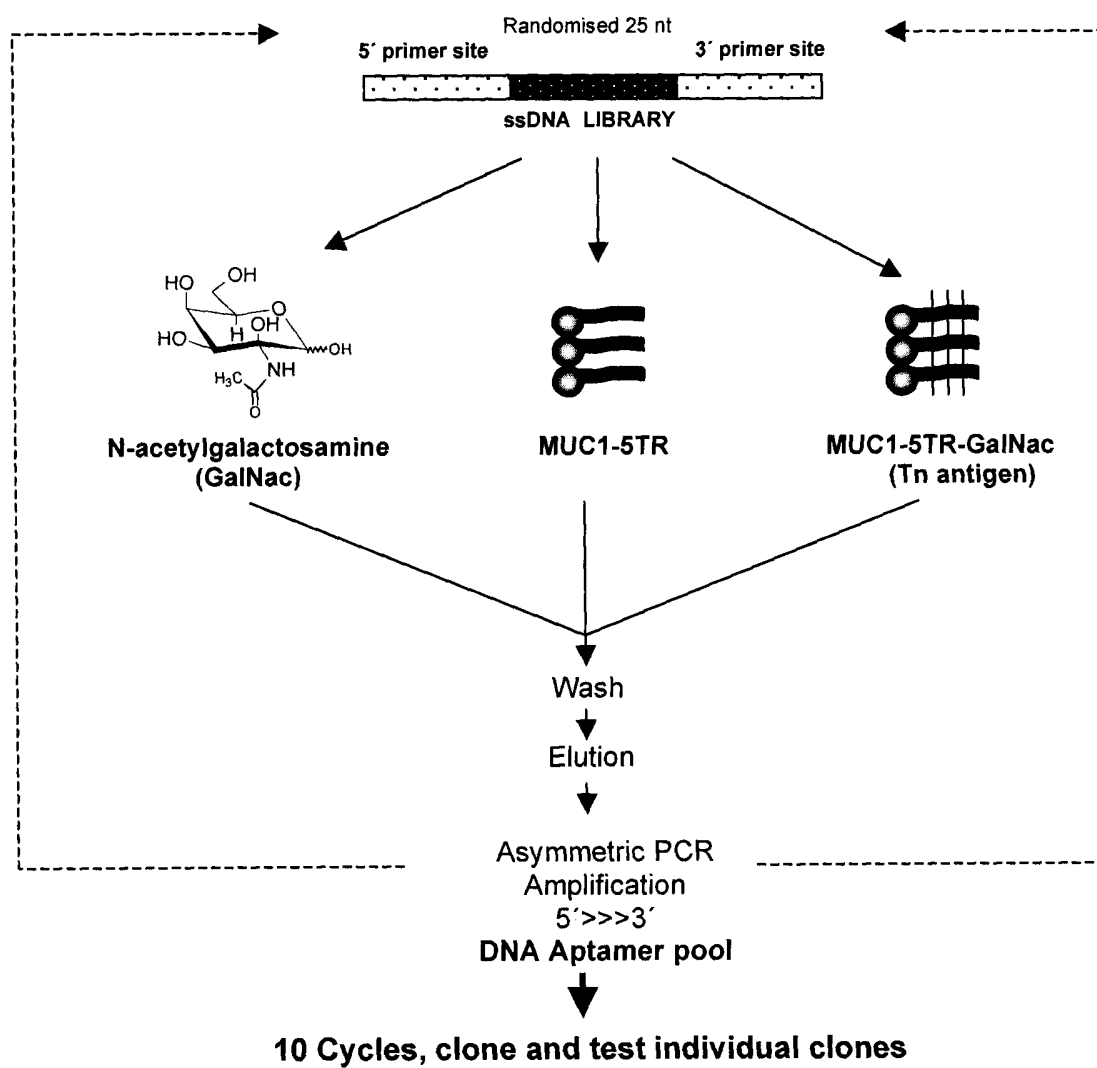 Randomised 25 nt
5´ primer site 3´ primer site
ssDNA LIBRARY
HO
OH
O
OH
HO
H
OH
NH
H₃C
O
N-acetylgalactosamine
(GalNac)
MUC1-5TR
MUC1-5TR-GalNac
(Tn antigen)
Wash
Elution
Asymmetric PCR
Amplification
5´>>>3´
DNA Aptamer pool
10 Cycles, clone and test individual clones